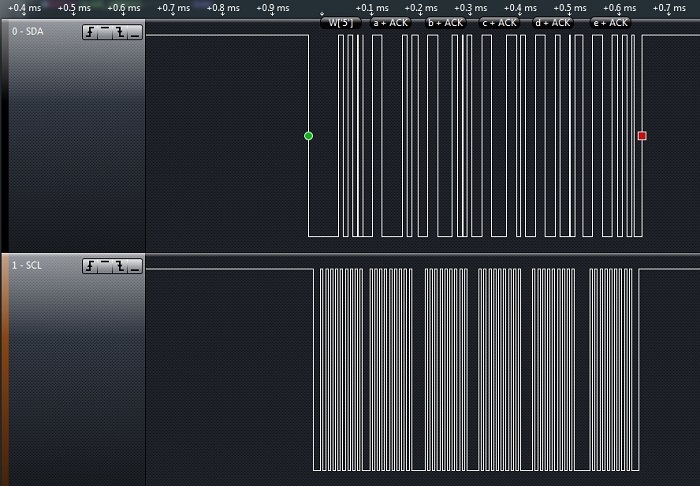 +0.4 ms +0.5 ms +0.6 ms +0.7 ms +0.8 ms +0.9 ms +0.1 ms +0.2 ms +0.3 ms +0.4 ms +0.5 ms +0.6 ms +0.7 ms
W['5'] a + ACK b + ACK c + ACK d + ACK e + ACK
0 - SDA
1 - SCL